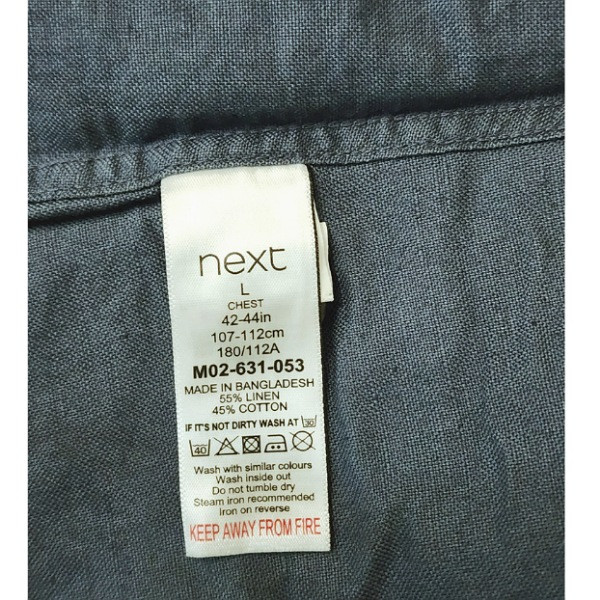 next
L
CHEST
42-44in
107-112cm
180/112A
M02-631-053
MADE IN BANGLADESH
55% LINEN
45% COTTON
IF IT'S NOT DIRTY WASH AT 30
40
Wash with similar colours
Wash inside out
Do not tumble dry
Steam iron recommended
Iron on reverse
KEEP AWAY FROM FIRE